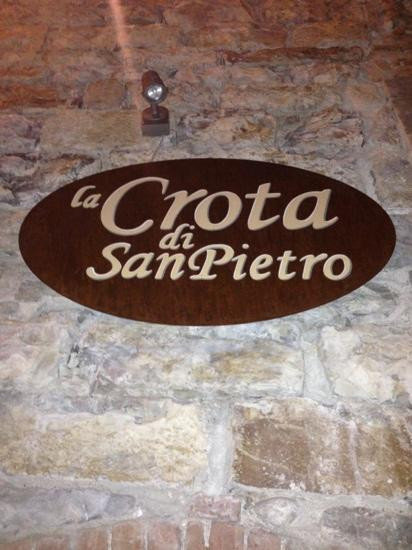 la Crota
di
SanPietro